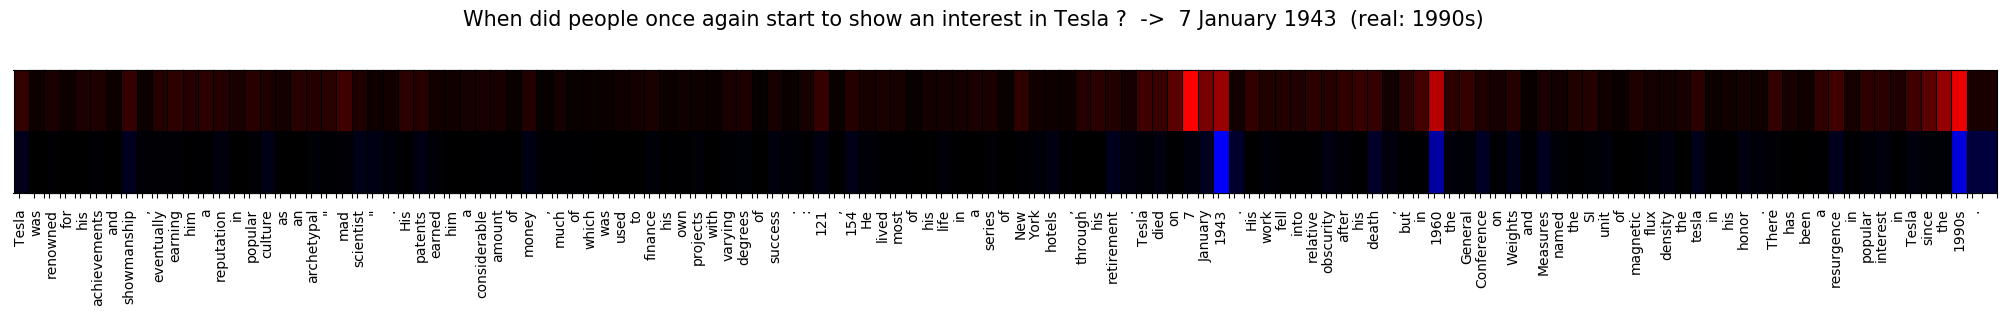 When did people once again start to show an interest in Tesla ?  ->  7 January 1943  (real: 1990s)
Tesla was renowned for his achievements and showmanship , eventually earning him a reputation in popular culture as an archetypal " mad scientist " . His patents earned him a considerable amount of money , much of which was used to finance his own projects with varying degrees of success . : 121 , 154 He lived most of his life in a series of New York hotels , through his retirement . Tesla died on 7 January 1943 . His work fell into relative obscurity after his death , but in 1960 the General Conference on Weights and Measures named the SI unit of magnetic flux density the tesla in his honor . There has been a resurgence in popular interest in Tesla since the 1990s .